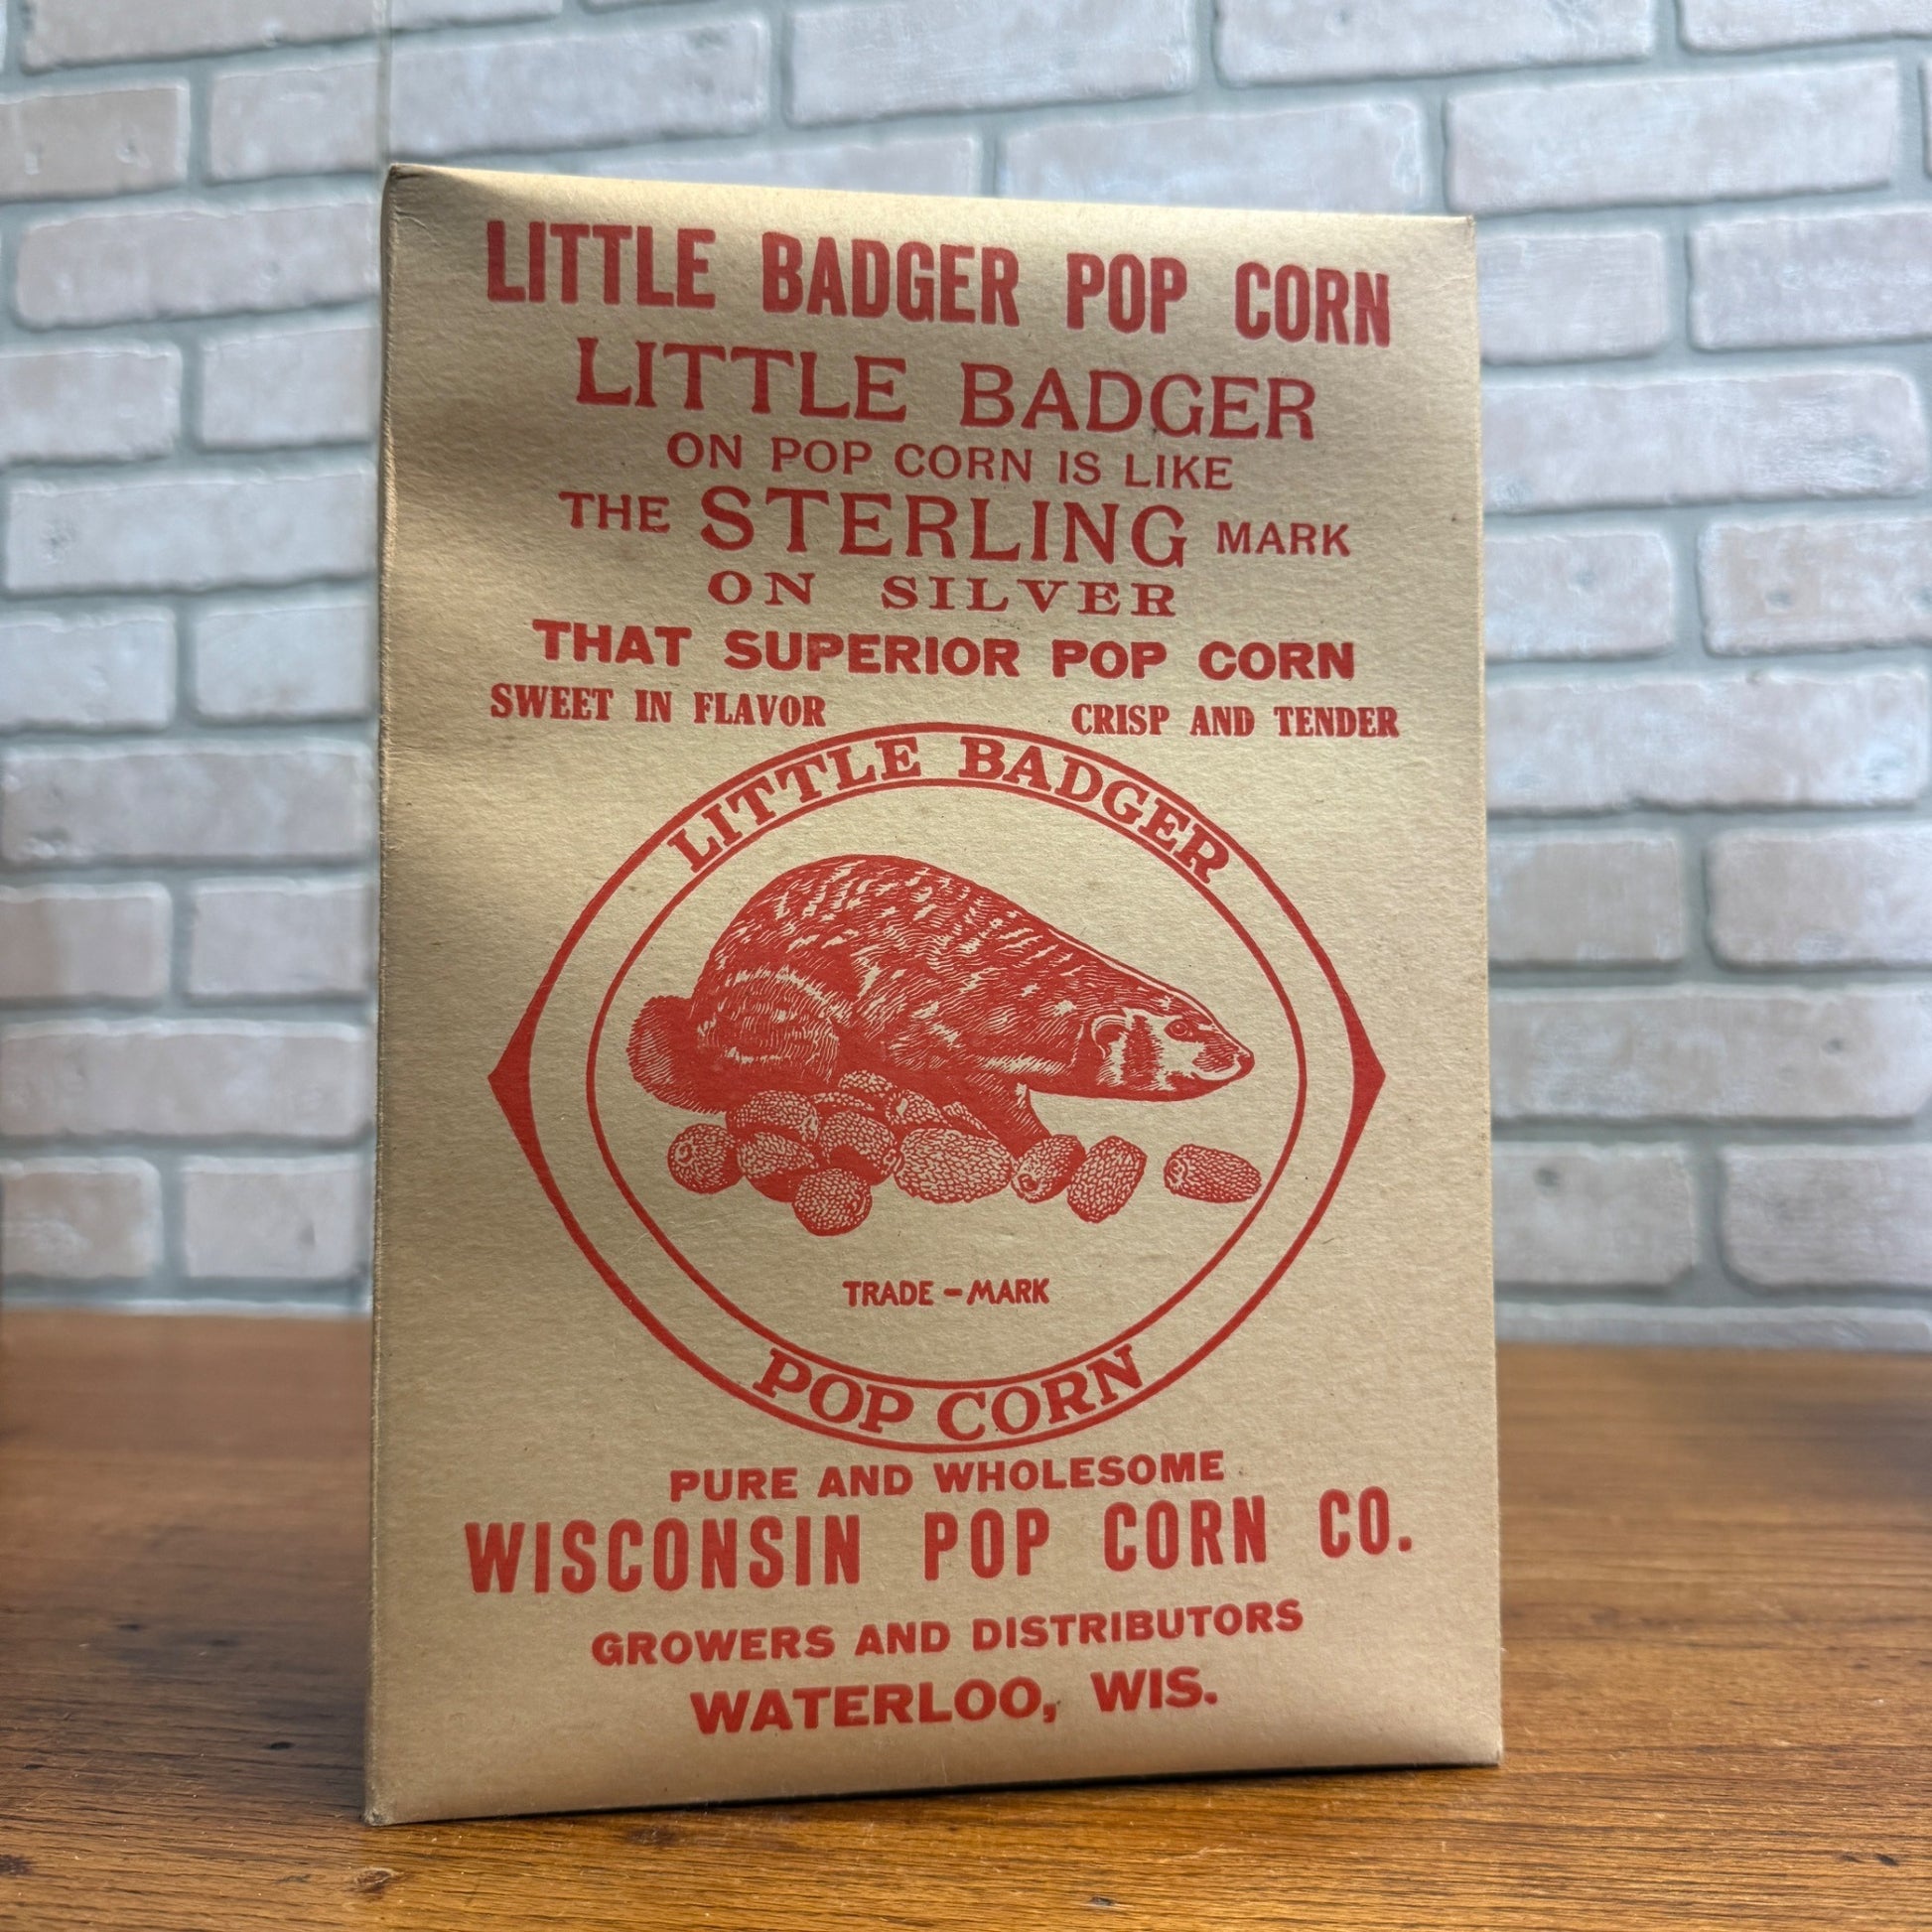 LITTLE BADGER POP CORN
LITTLE BADGER
ON POP CORN IS LIKE
THE STERLING MARK
ON SILVER
THAT SUPERIOR POP CORN
SWEET IN FLAVOR CRISP AND TENDER
LITTLE BADGER
TRADE-MARK
POP CORN
PURE AND WHOLESOME
WISCONSIN POP CORN CO.
GROWERS AND DISTRIBUTORS
WATERLOO, WIS.